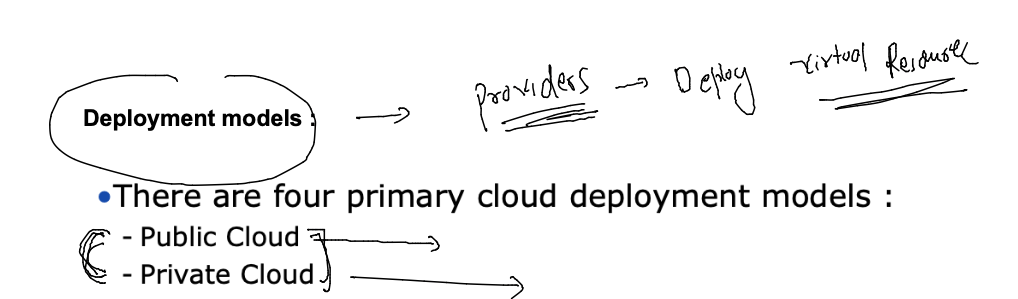 Deployment models : Providers Deploy virtual Resource
•There are four primary cloud deployment models :
- Public Cloud
- Private Cloud